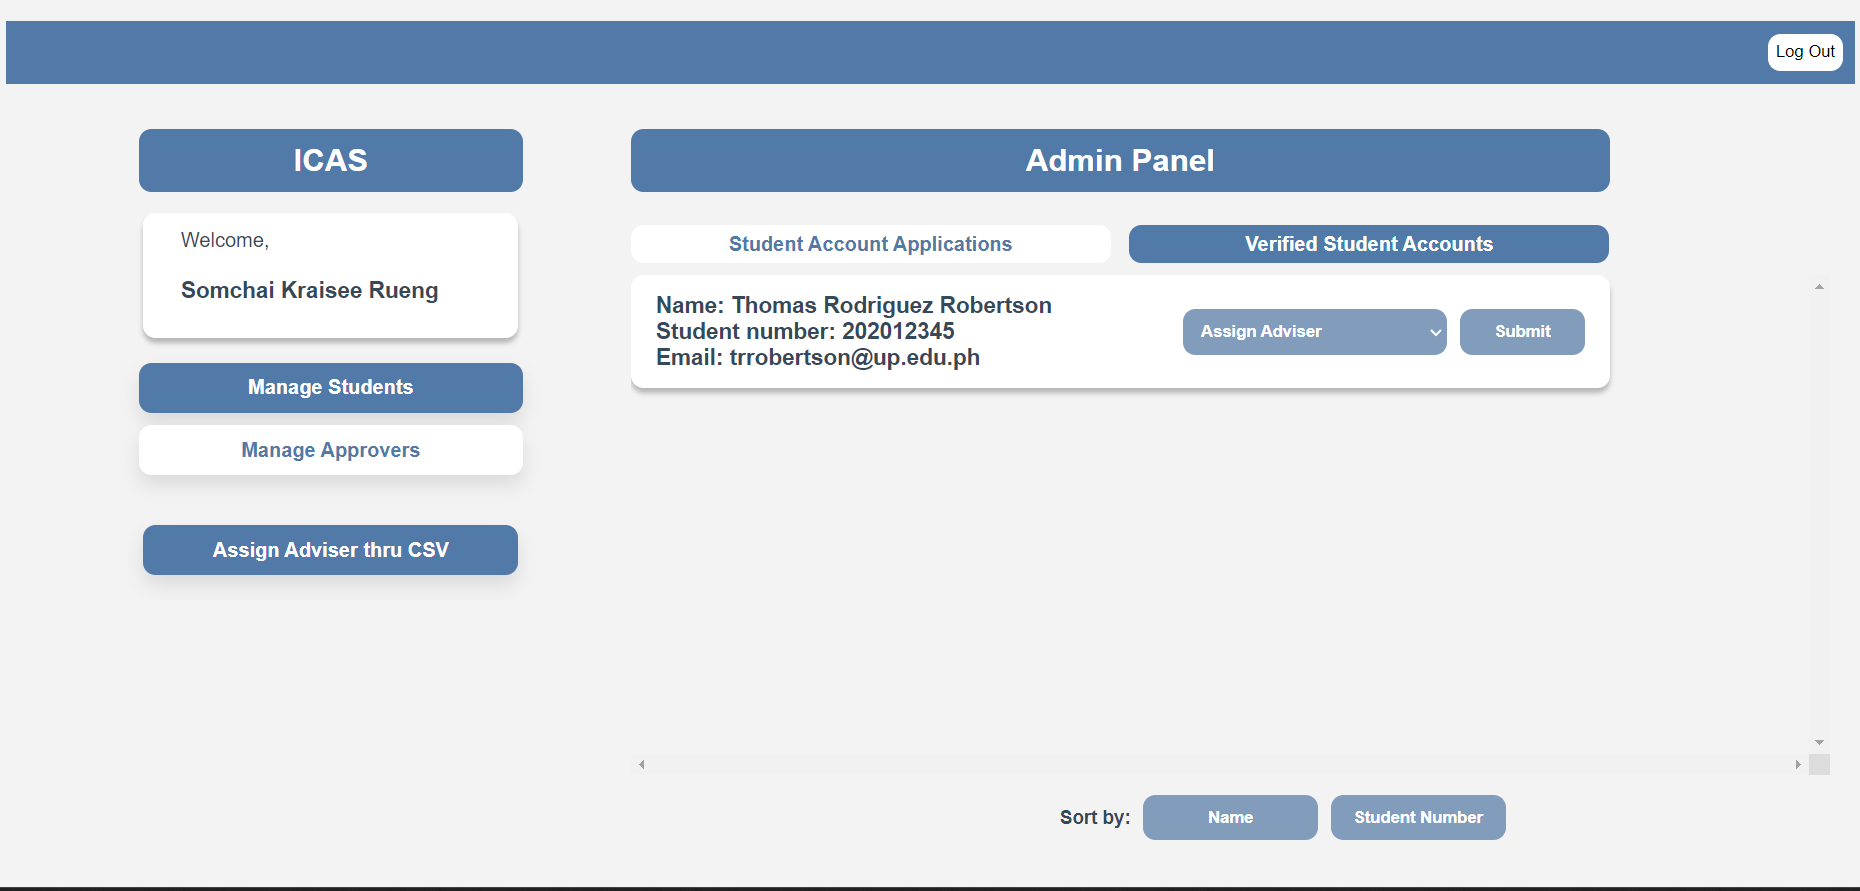 Log Out
ICAS
Welcome,
Somchai Kraisee Rueng
Manage Students
Manage Approvers
Assign Adviser thru CSV
Admin Panel
Student Account Applications
Verified Student Accounts
Name: Thomas Rodriguez Robertson
Student number: 202012345
Email: trrobertson@up.edu.ph
Assign Adviser
Submit
Sort by:
Name
Student Number